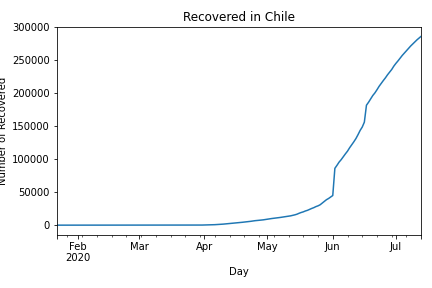 Recovered in Chile
Number of Recovered
300000
250000
200000
150000
100000
50000
0
Feb
2020
Mar
Apr
May
Jun
Jul
Day